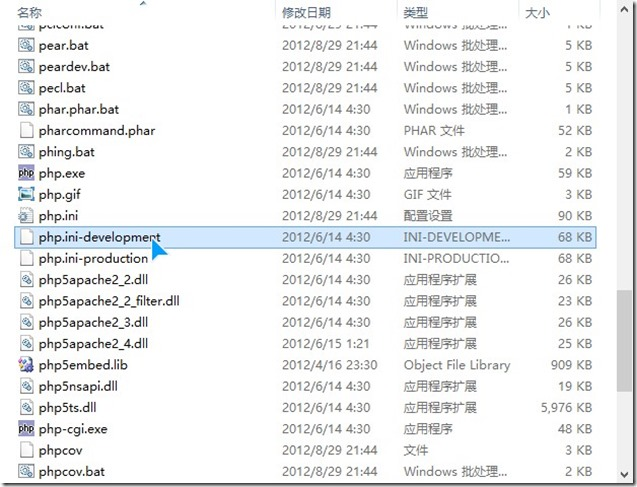 名称 修改日期 类型 大小
peclconf.bat 2012/8/29 21:44 Windows 批处理... 1 KB
pear.bat 2012/8/29 21:44 Windows 批处理... 5 KB
peardev.bat 2012/8/29 21:44 Windows 批处理... 5 KB
pecl.bat 2012/8/29 21:44 Windows 批处理... 5 KB
phar.phar.bat 2012/6/14 4:30 Windows 批处理... 1 KB
pharcommand.phar 2012/6/14 4:30 PHAR 文件 52 KB
phing.bat 2012/8/29 21:44 Windows 批处理... 2 KB
php php.exe 2012/6/14 4:30 应用程序 59 KB
php.gif 2012/6/14 4:30 GIF 文件 3 KB
php.ini 2012/8/29 21:44 配置设置 90 KB
php.ini-development 2012/6/14 4:30 INI-DEVELOPME... 68 KB
php.ini-production 2012/6/14 4:30 INI-PRODUCTIO... 68 KB
php5apache2_2.dll 2012/6/14 4:30 应用程序扩展 26 KB
php5apache2_2_filter.dll 2012/6/14 4:30 应用程序扩展 23 KB
php5apache2_3.dll 2012/6/14 4:30 应用程序扩展 26 KB
php5apache2_4.dll 2012/6/15 1:21 应用程序扩展 25 KB
php5embed.lib 2012/4/16 23:30 Object File Library 909 KB
php5nsapi.dll 2012/6/14 4:30 应用程序扩展 19 KB
php5ts.dll 2012/6/14 4:30 应用程序扩展 5,976 KB
php php-cgi.exe 2012/6/14 4:30 应用程序 48 KB
phpcov 2012/8/29 21:44 文件 3 KB
phpcov.bat 2012/8/29 21:44 Windows 批处理... 2 KB